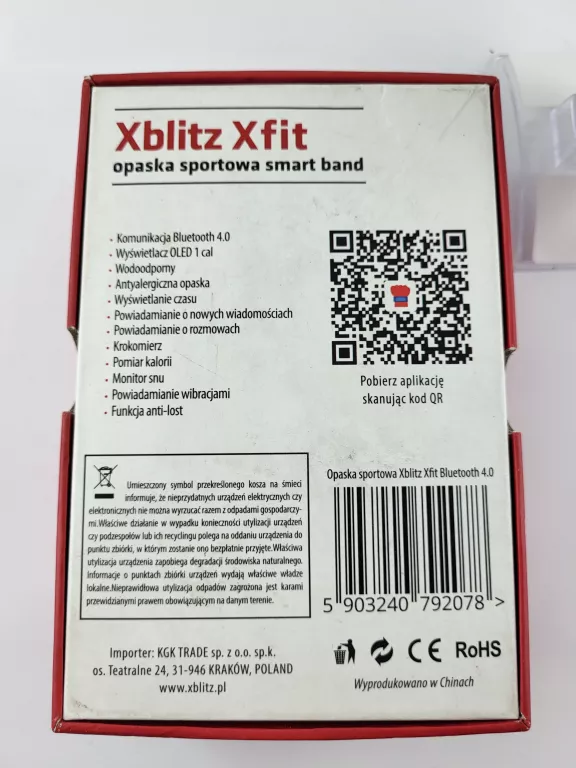 Xblitz Xfit
opaska sportowa smart band
• Komunikacja Bluetooth 4.0
• Wyświetlacz OLED 1 cal
• Wodoodporny
• Antyalergiczna opaska
• Wyświetlanie czasu
• Powiadamianie o nowych wiadomościach
• Powiadamianie o rozmowach
• Krokomierz
• Pomiar kalorii
• Monitor snu
• Powiadamianie wibracjami
• Funkcja anti-lost
Pobierz aplikację
skanując kod QR
Umieszczony symbol przekreślonego kosza na śmieci
informuje, że nieprzydatnych urządzeń elektrycznych czy
elektronicznych nie można wyrzucać razem z odpadami gospodarczy-
mi.Właściwe działanie w wypadku konieczności utylizacji urządzeń
czy podzespołów lub ich recyclingu polega na oddaniu urządzenia do
punktu zbiórki, w którym zostanie ono bezpłatnie przyjęte.Właściwa
utylizacja urządzenia zapobiega degradacji środowiska naturalnego.
Informacje o punktach zbiórki urządzeń wydają właściwe władze
lokalne.Nieprawidłowa utylizacja odpadów zagrożona jest karami
przewidzianymi prawem obowiązującym na danym terenie.
Opaska sportowa Xblitz Xfit Bluetooth 4.0
5 903240 792078 >
Importer: KGK TRADE sp. z o.o. sp.k.
os. Teatralne 24, 31-946 KRAKÓW, POLAND
www.xblitz.pl
CE RoHS
Wyprodukowano w Chinach